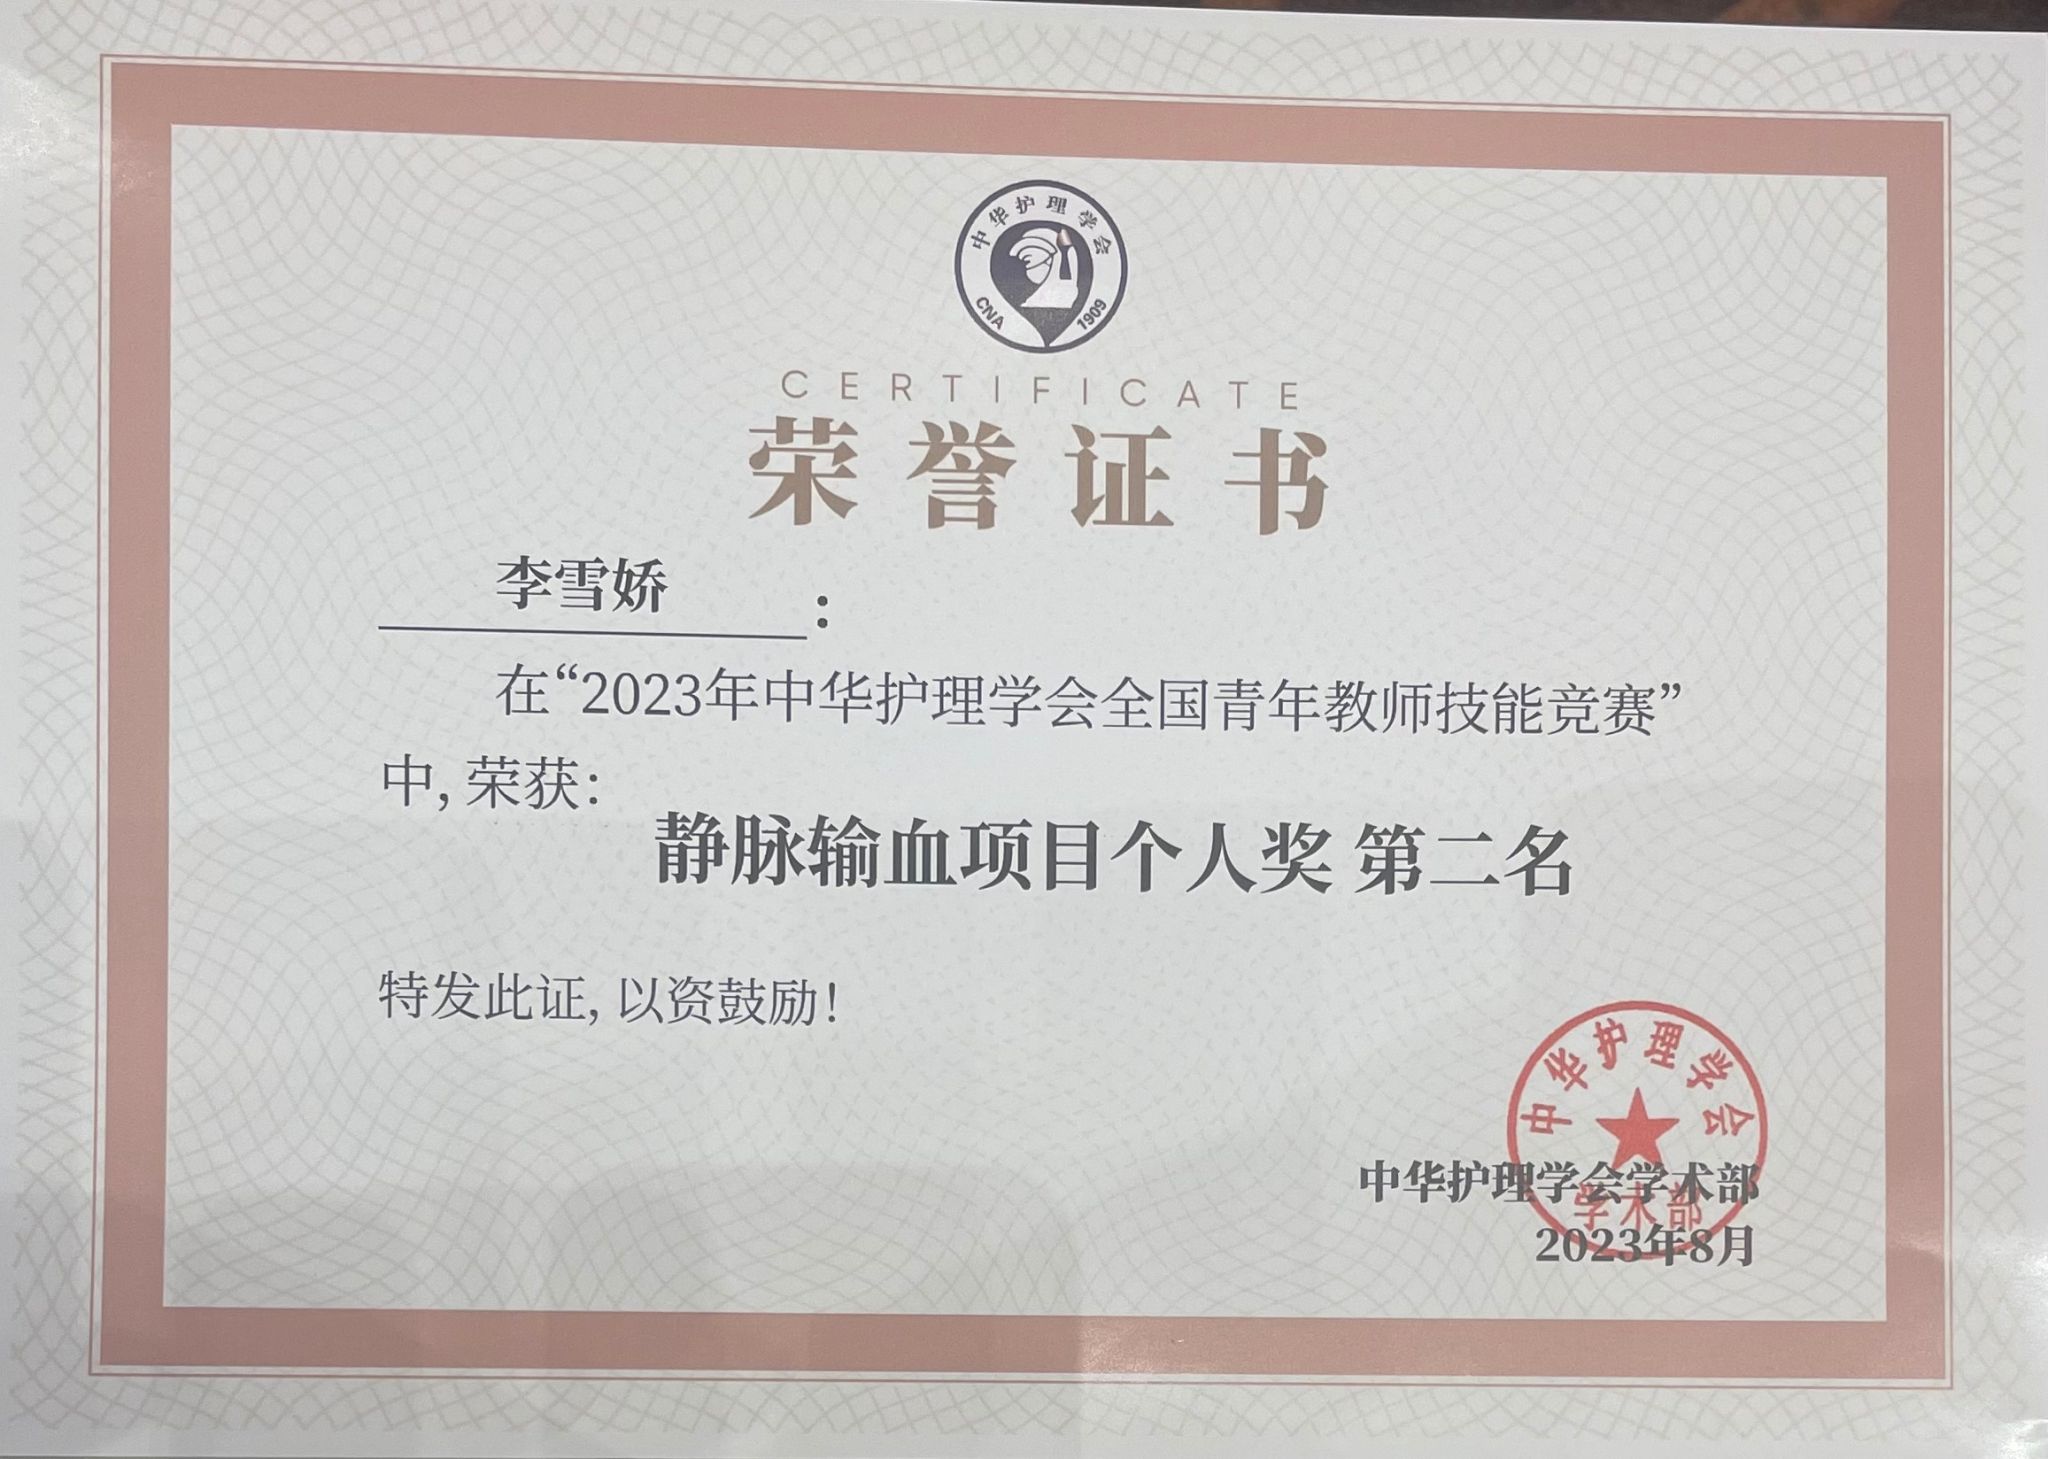 中华护理学会
CNA 1909
CERTIFICATE
荣誉证书
李雪娇：
在“2023年中华护理学会全国青年教师技能竞赛”
中, 荣获：
静脉输血项目个人奖 第二名
特发此证, 以资鼓励！
中华护理学会
中华护理学会学术部
学术部
2023年8月